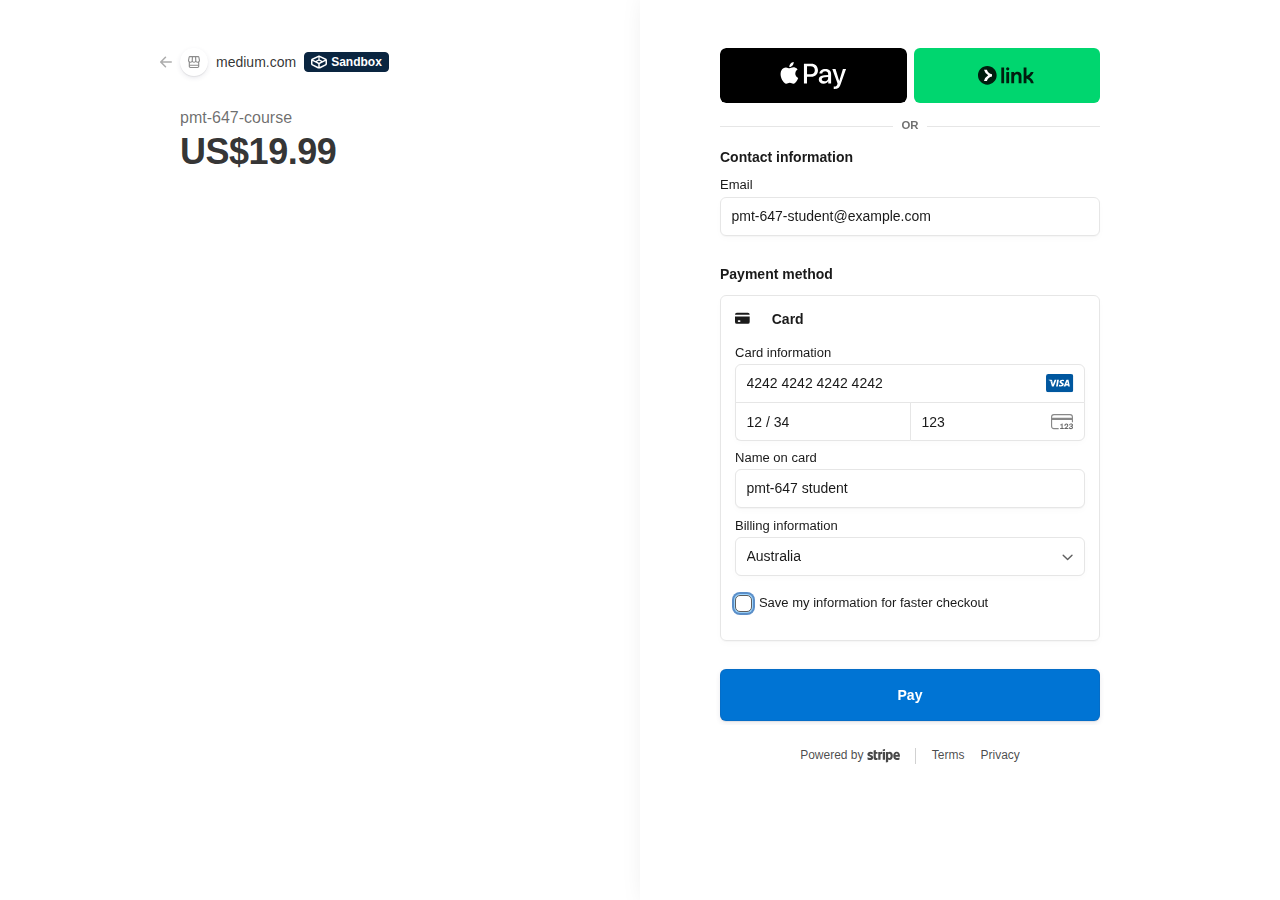 medium.com Sandbox
pmt-647-course
US$19.99
Pay link
OR
Contact information
Email
pmt-647-student@example.com
Payment method
Card
Card information
4242 4242 4242 4242 VISA
12 / 34 123 123
Name on card
pmt-647 student
Billing information
Australia
Save my information for faster checkout
Pay
Powered by stripe Terms Privacy